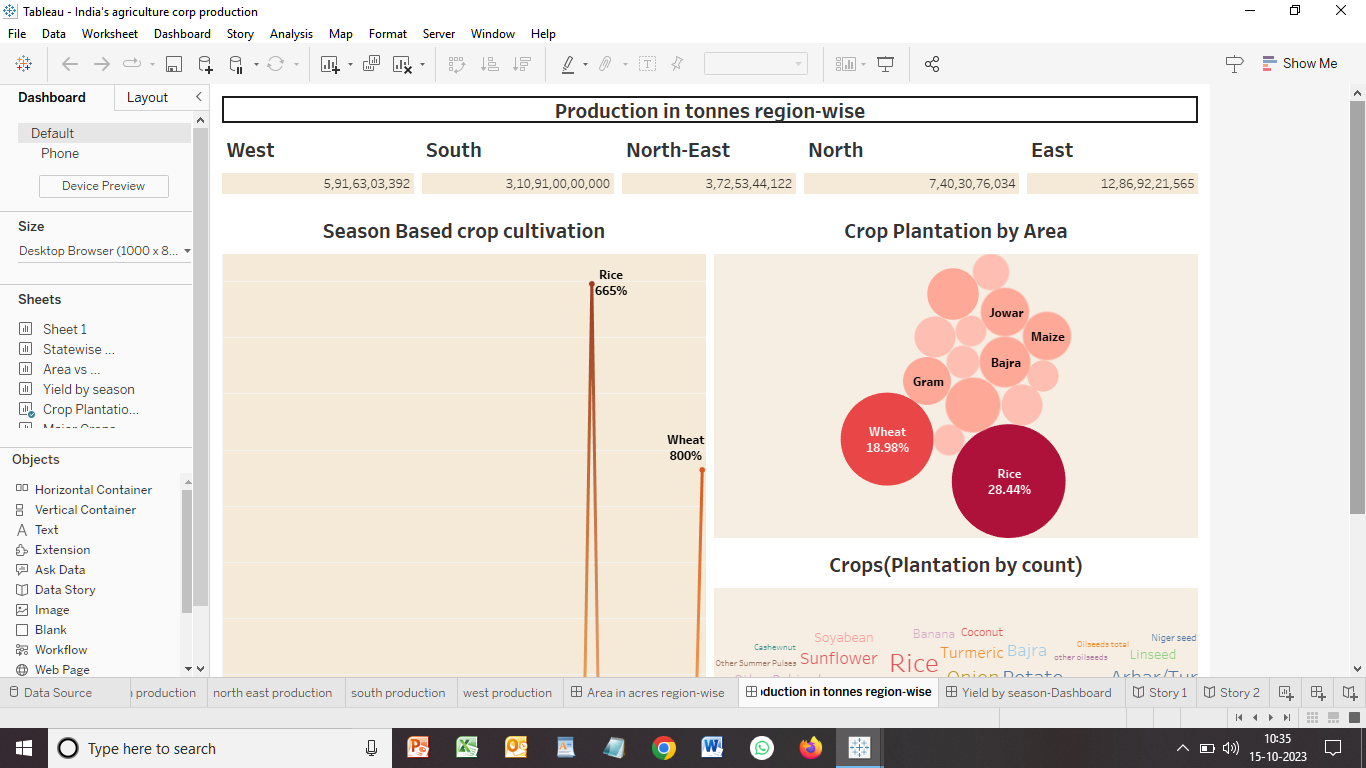 Tableau - India's agriculture corp production
File Data Worksheet Dashboard Story Analysis Map Format Server Window Help
Show Me
Dashboard Layout
Default
Phone
Device Preview
Size
Desktop Browser (1000 x 8...
Sheets
Sheet 1
Statewise ...
Area vs ...
Yield by season
Crop Plantatio...
Objects
Horizontal Container
Vertical Container
Text
Extension
Ask Data
Data Story
Image
Blank
Workflow
Web Page
Production in tonnes region-wise
West South North-East North East
5,91,63,03,392 3,10,91,00,00,000 3,72,53,44,122 7,40,30,76,034 12,86,92,21,565
Season Based crop cultivation
Rice
665%
Wheat
800%
Crop Plantation by Area
Jowar
Maize
Bajra
Gram
Wheat
18.98%
Rice
28.44%
Crops(Plantation by count)
Soyabean Banana Coconut Niger seed
Cashewnut Turmeric Bajra Oilseeds total
Other Summer Pulses Sunflower Rice other oilseeds Linseed
Onion Potato Arhar/Tur
Data Source production north east production south production west production Area in acres region-wise oduction in tonnes region-wise Yield by season-Dashboard Story 1 Story 2
Type here to search
10:35
15-10-2023